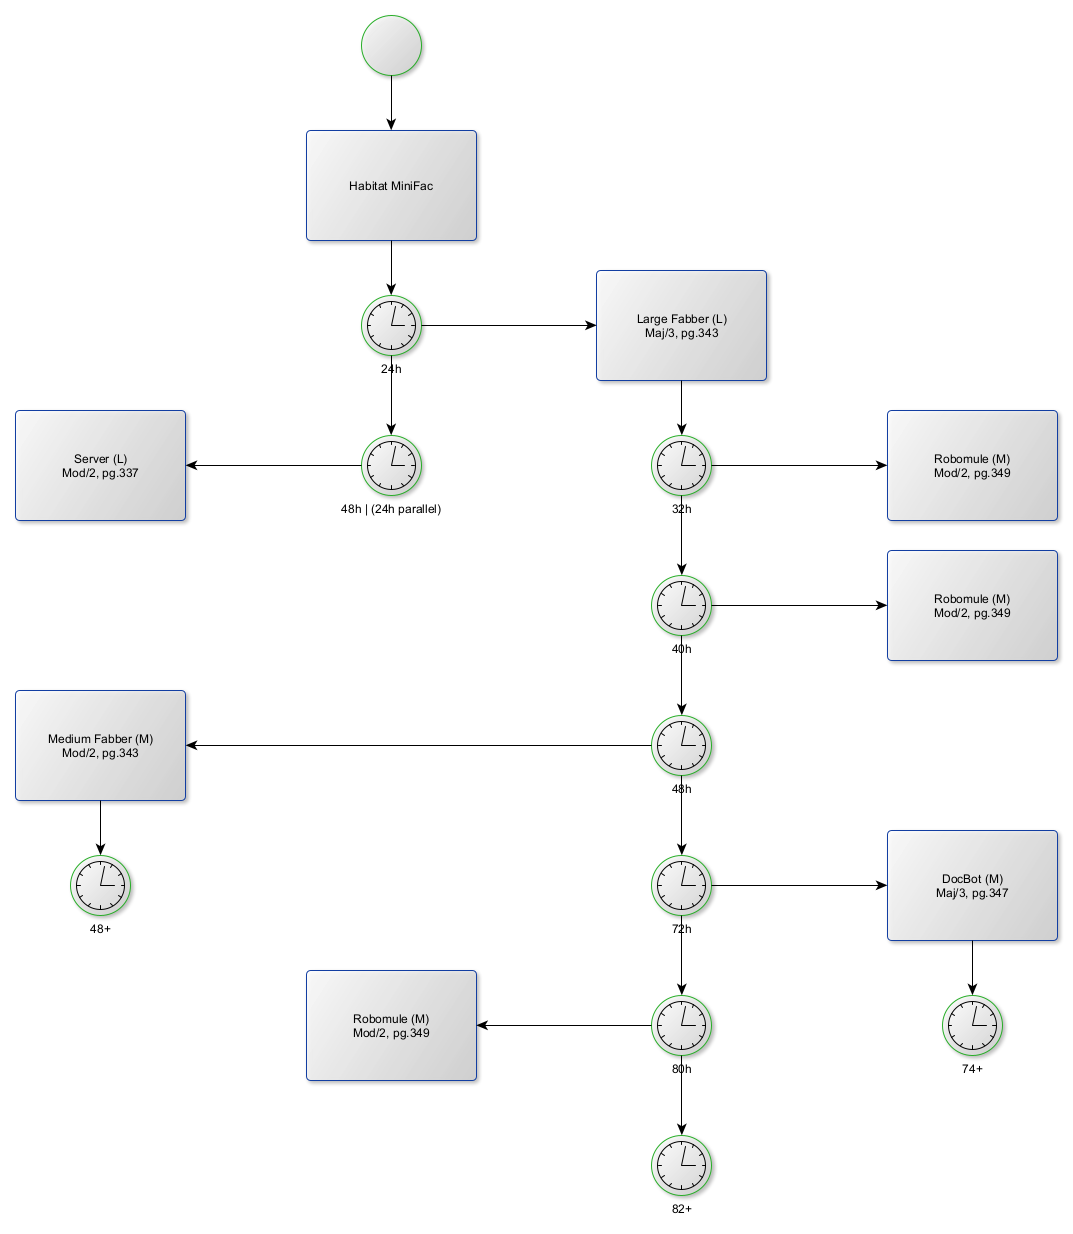 Habitat MiniFac
Large Fabber (L)
Maj/3, pg.343
24h
Server (L)
Mod/2, pg.337
48h | (24h parallel)
Robomule (M)
Mod/2, pg.349
32h
Robomule (M)
Mod/2, pg.349
40h
Medium Fabber (M)
Mod/2, pg.343
48h
48+
DocBot (M)
Maj/3, pg.347
72h
Robomule (M)
Mod/2, pg.349
80h
74+
82+